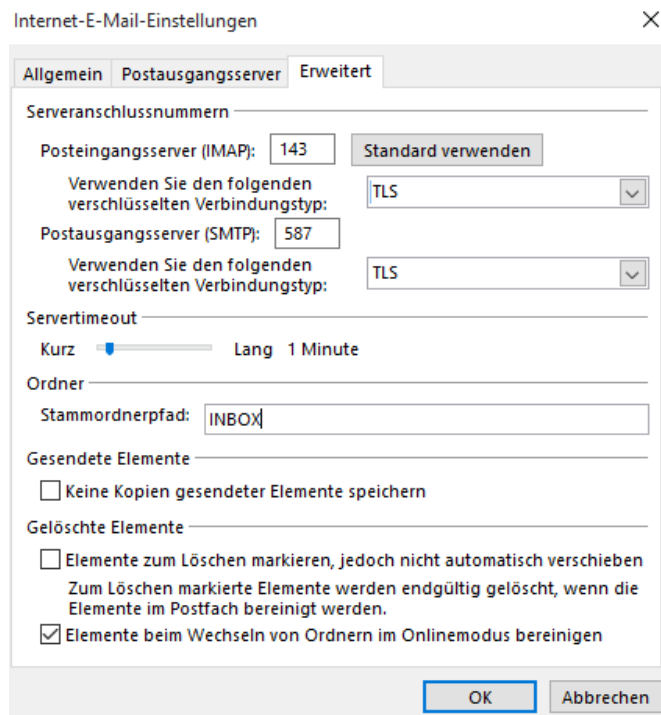 Internet-E-Mail-Einstellungen
Allgemein Postausgangsserver Erweitert
Serveranschlussnummern
Posteingangsserver (IMAP): 143 Standard verwenden
Verwenden Sie den folgenden
verschlüsselten Verbindungstyp: TLS
Postausgangsserver (SMTP): 587
Verwenden Sie den folgenden
verschlüsselten Verbindungstyp: TLS
Servertimeout
Kurz Lang 1 Minute
Ordner
Stammordnerpfad: INBOX
Gesendete Elemente
Keine Kopien gesendeter Elemente speichern
Gelöschte Elemente
Elemente zum Löschen markieren, jedoch nicht automatisch verschieben
Zum Löschen markierte Elemente werden endgültig gelöscht, wenn die
Elemente im Postfach bereinigt werden.
Elemente beim Wechseln von Ordnern im Onlinemodus bereinigen
OK Abbrechen